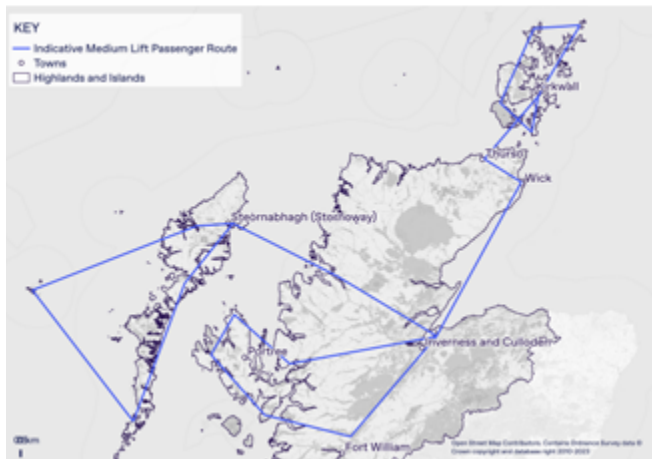 KEY
Indicative Medium Lift Passenger Route
Towns
Highlands and Islands
Kirkwall
Thurso
Wick
Steòrnabhagh (Stornoway)
Inverness and Culloden
Portree
Fort William
Open Street Map Contributors, Contains Ordnance Survey data ©
Crown copyright and database right 2010-2023